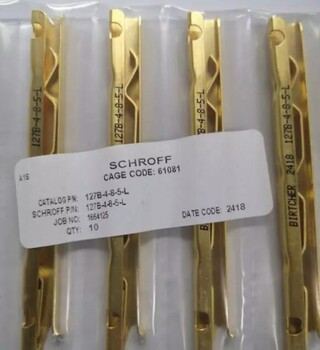 127B-4-8-5-L
127B-4-8-5-L
127B-4-8-5-L
BIRTCHER 2418 127B-4-8-5-L
SCHROFF
CAGE CODE: 61081
A16
CATALOG P/N: 127B-4-8-5-L
SCHROFF P/N: 127B-4-8-5-L
JOB NO: 1664125
DATE CODE: 2418
QTY: 10